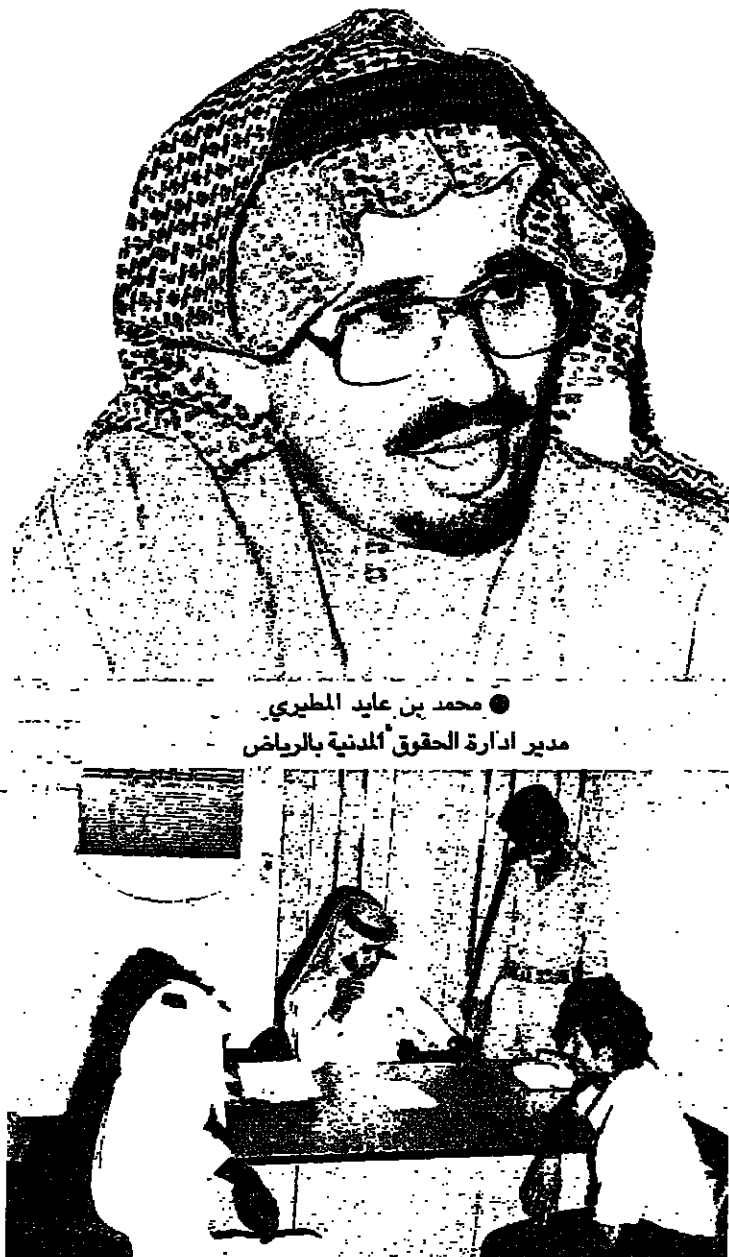 ● محمد بن عايد المطيري
مدير ادارة الحقوق المدنية بالرياض